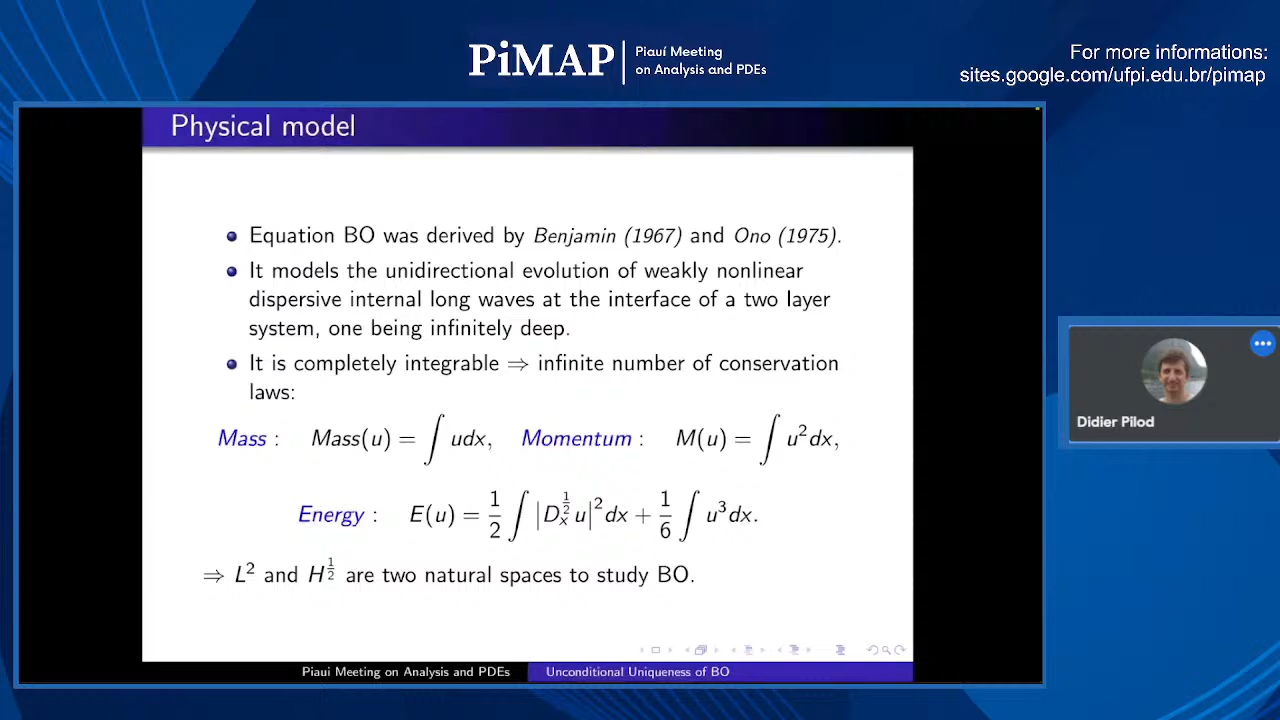 PiMAP
Piauí Meeting
on Analysis and PDEs
For more informations:
sites.google.com/ufpi.edu.br/pimap
Physical model
Equation BO was derived by Benjamin (1967) and Ono (1975).
It models the unidirectional evolution of weakly nonlinear
dispersive internal long waves at the interface of a two layer
system, one being infinitely deep.
It is completely integrable ⇒ infinite number of conservation
laws:
Mass : Mass(u) = ∫ udx, Momentum : M(u) = ∫ u²dx,
Energy : E(u) = 1/2 ∫ |D_x^{1/2} u|² dx + 1/6 ∫ u³dx.
⇒ L² and H^{1/2} are two natural spaces to study BO.
Piaui Meeting on Analysis and PDEs
Unconditional Uniqueness of BO
Didier Pilod